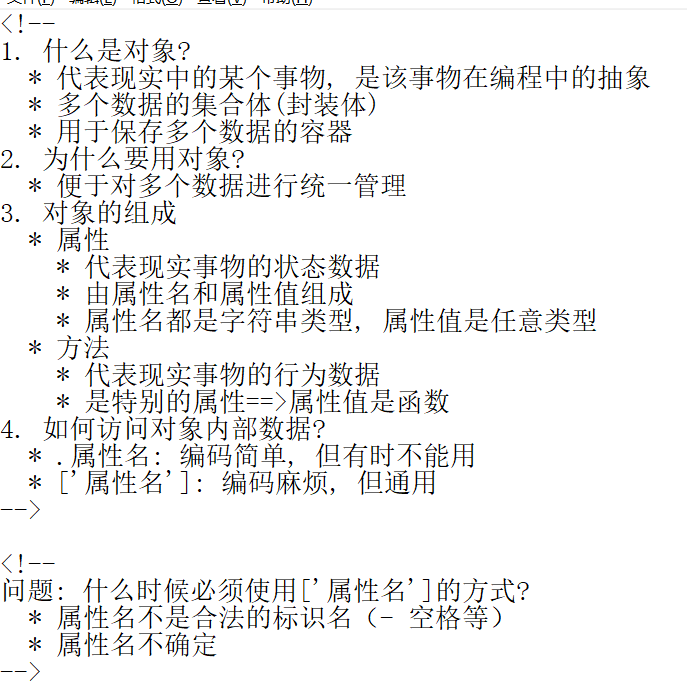 文件(F) 编辑(E) 格式(O) 查看(V) 帮助(H)
<!--
1. 什么是对象?
  * 代表现实中的某个事物, 是该事物在编程中的抽象
  * 多个数据的集合体(封装体)
  * 用于保存多个数据的容器
2. 为什么要用对象?
  * 便于对多个数据进行统一管理
3. 对象的组成
  * 属性
    * 代表现实事物的状态数据
    * 由属性名和属性值组成
    * 属性名都是字符串类型, 属性值是任意类型
  * 方法
    * 代表现实事物的行为数据
    * 是特别的属性==>属性值是函数
4. 如何访问对象内部数据?
  * .属性名: 编码简单, 但有时不能用
  * ['属性名']: 编码麻烦, 但通用
-->
<!--
问题: 什么时候必须使用['属性名']的方式?
  * 属性名不是合法的标识名（- 空格等）
  * 属性名不确定
-->